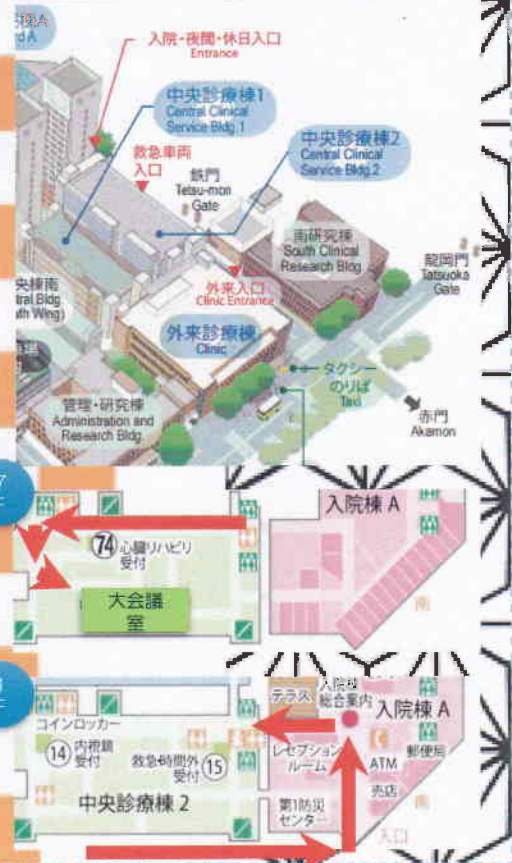 入院・夜間・休日入口
Entrance
中央診療棟1
Central Clinical
Service Bldg.1
救急車両
入口
中央診療棟2
Central Clinical
Service Bldg.2
鉄門
Tetsu-mon
Gate
南研究棟
South Clinical
Research Bldg
龍岡門
Tatsuoka
Gate
外来入口
Clinic Entrance
外来診療棟
Clinic
タクシー
のりば
Taxi
管理・研究棟
Administration and
Research Bldg
赤門
Akamon
7
入院棟 A
74 心臓リハビリ
受付
大会議
室
南
テラス
入院棟
総合案内
入院棟 A
コインロッカー
14 内視鏡
受付
救急・時間外
受付 15
レセプション
ルーム
ATM
郵便局
売店
中央診療棟 2
第1防災
センター
南
入口